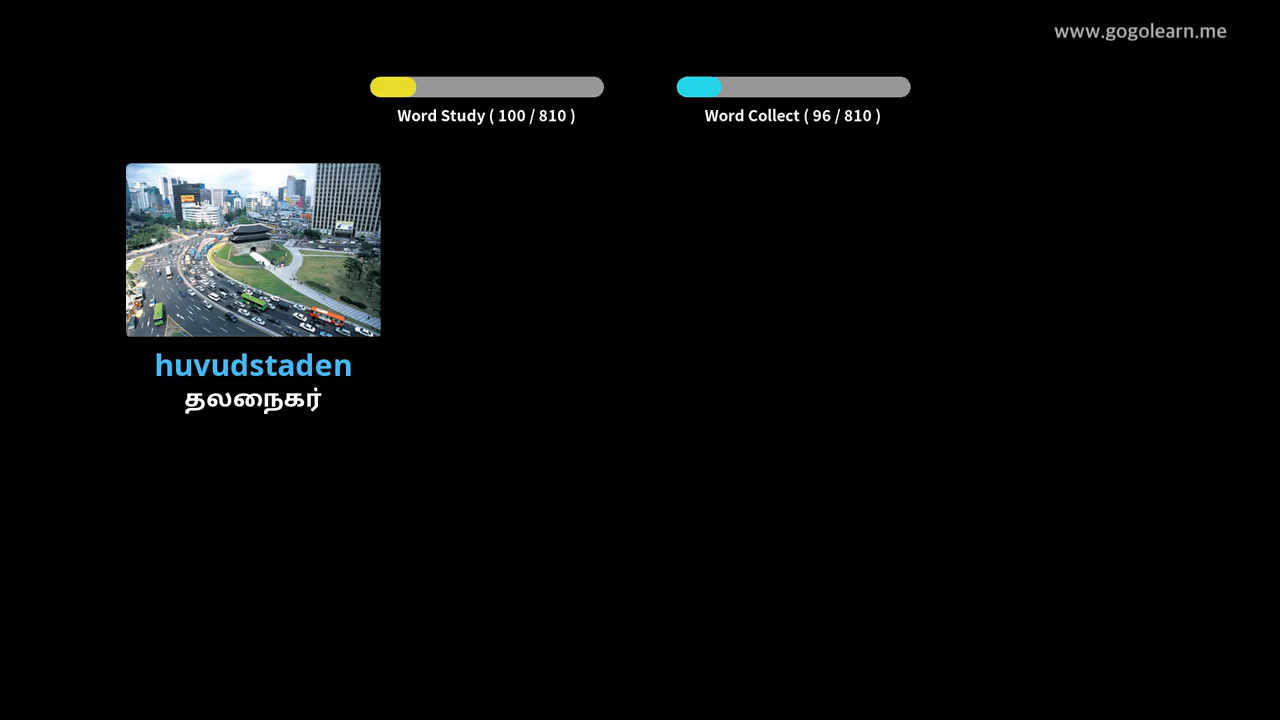 www.gogolearn.me
Word Study ( 100 / 810 )
Word Collect ( 96 / 810 )
huvudstaden
தலைநகர்